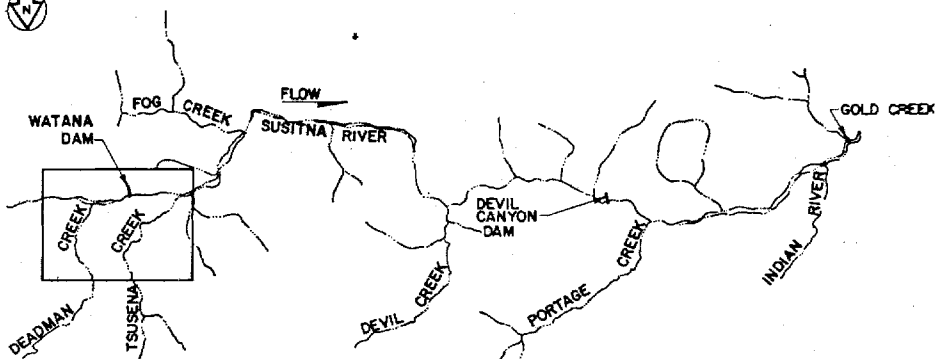 N
FOG CREEK
FLOW
SUSITNA RIVER
WATANA
DAM
GOLD CREEK
DEVIL
CANYON
DAM
CREEK
CREEK
DEADMAN
TSUSENA
DEVIL CREEK
PORTAGE CREEK
INDIAN RIVER